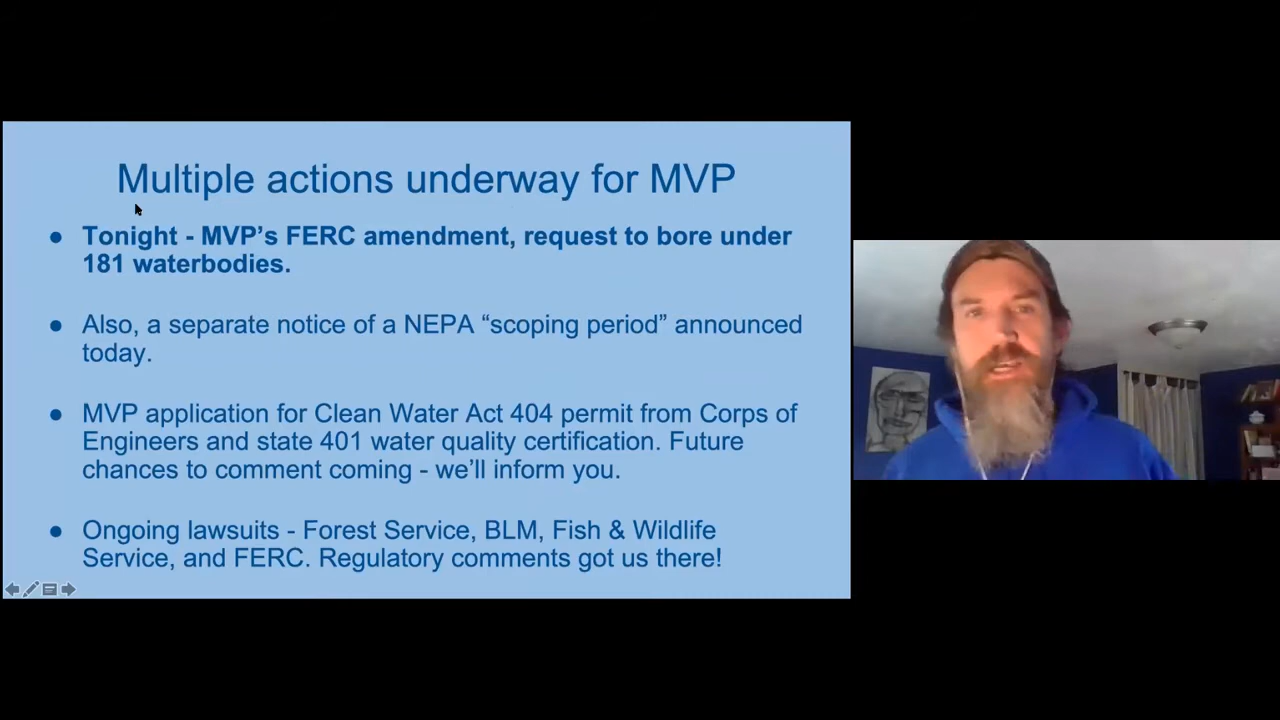 Multiple actions underway for MVP
● Tonight - MVP’s FERC amendment, request to bore under
181 waterbodies.
● Also, a separate notice of a NEPA “scoping period” announced
today.
● MVP application for Clean Water Act 404 permit from Corps of
Engineers and state 401 water quality certification. Future
chances to comment coming - we’ll inform you.
● Ongoing lawsuits - Forest Service, BLM, Fish & Wildlife
Service, and FERC. Regulatory comments got us there!